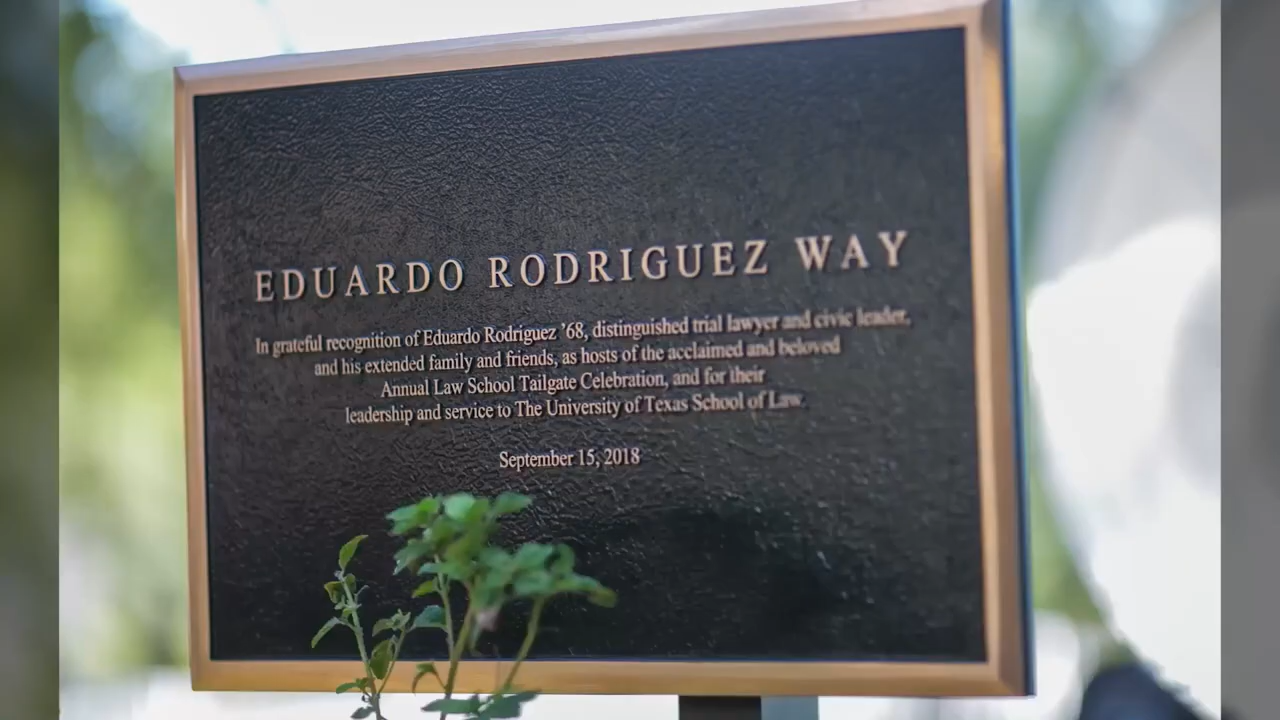 EDUARDO RODRIGUEZ WAY
In grateful recognition of Eduardo Rodriguez ’68, distinguished trial lawyer and civic leader,
and his extended family and friends, as hosts of the acclaimed and beloved
Annual Law School Tailgate Celebration, and for their
leadership and service to The University of Texas School of Law.
September 15, 2018